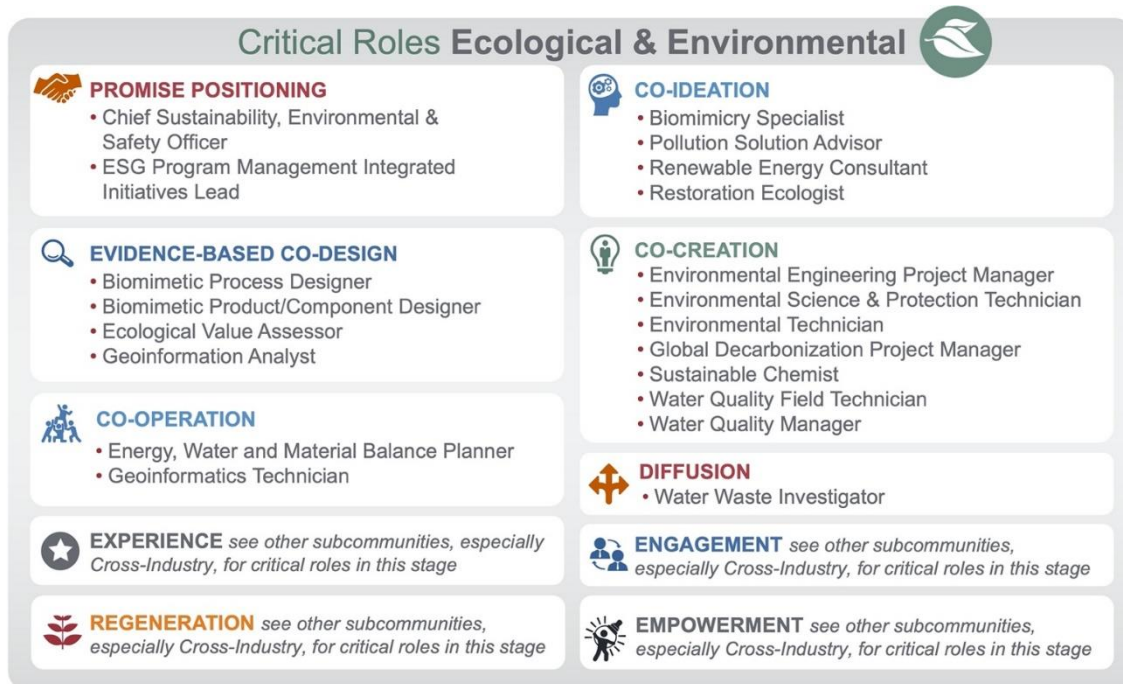 Critical Roles Ecological & Environmental
PROMISE POSITIONING
• Chief Sustainability, Environmental &
Safety Officer
• ESG Program Management Integrated
Initiatives Lead
CO-IDEATION
• Biomimicry Specialist
• Pollution Solution Advisor
• Renewable Energy Consultant
• Restoration Ecologist
EVIDENCE-BASED CO-DESIGN
• Biomimetic Process Designer
• Biomimetic Product/Component Designer
• Ecological Value Assessor
• Geoinformation Analyst
CO-CREATION
• Environmental Engineering Project Manager
• Environmental Science & Protection Technician
• Environmental Technician
• Global Decarbonization Project Manager
• Sustainable Chemist
• Water Quality Field Technician
• Water Quality Manager
CO-OPERATION
• Energy, Water and Material Balance Planner
• Geoinformatics Technician
DIFFUSION
• Water Waste Investigator
EXPERIENCE see other subcommunities, especially
Cross-Industry, for critical roles in this stage
ENGAGEMENT see other subcommunities,
especially Cross-Industry, for critical roles in this stage
REGENERATION see other subcommunities,
especially Cross-Industry, for critical roles in this stage
EMPOWERMENT see other subcommunities,
especially Cross-Industry, for critical roles in this stage